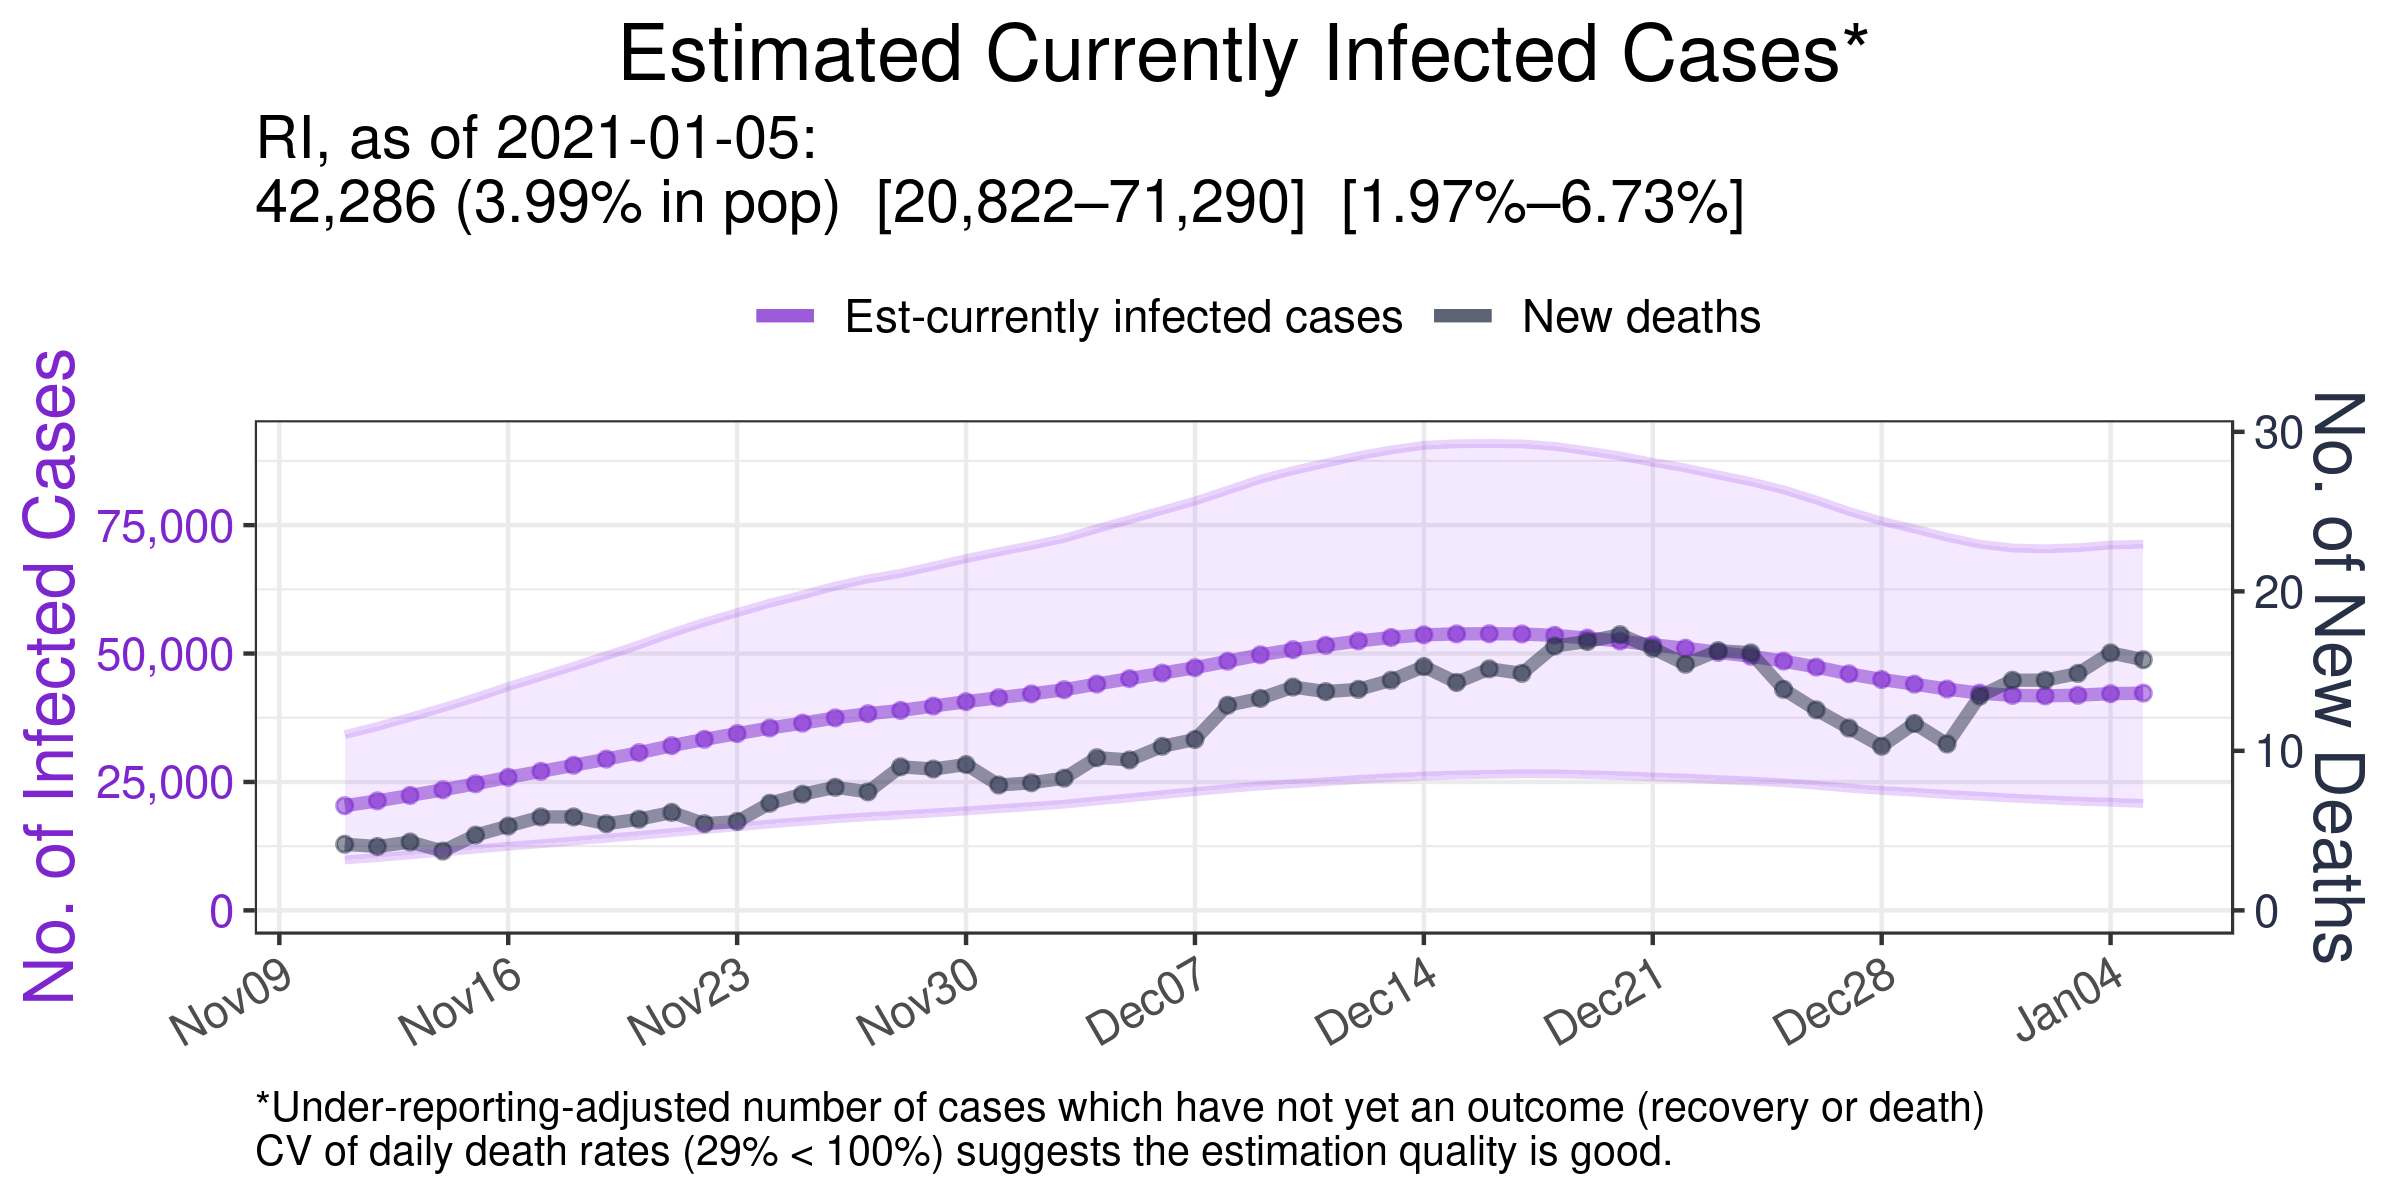 Estimated Currently Infected Cases*
RI, as of 2021-01-05:
42,286 (3.99% in pop)  [20,822–71,290]  [1.97%–6.73%]
Est-currently infected cases
New deaths
No. of Infected Cases
75,000
50,000
25,000
0
30
20
10
0
No. of New Deaths
Nov09
Nov16
Nov23
Nov30
Dec07
Dec14
Dec21
Dec28
Jan04
*Under-reporting-adjusted number of cases which have not yet an outcome (recovery or death)
CV of daily death rates (29% < 100%) suggests the estimation quality is good.